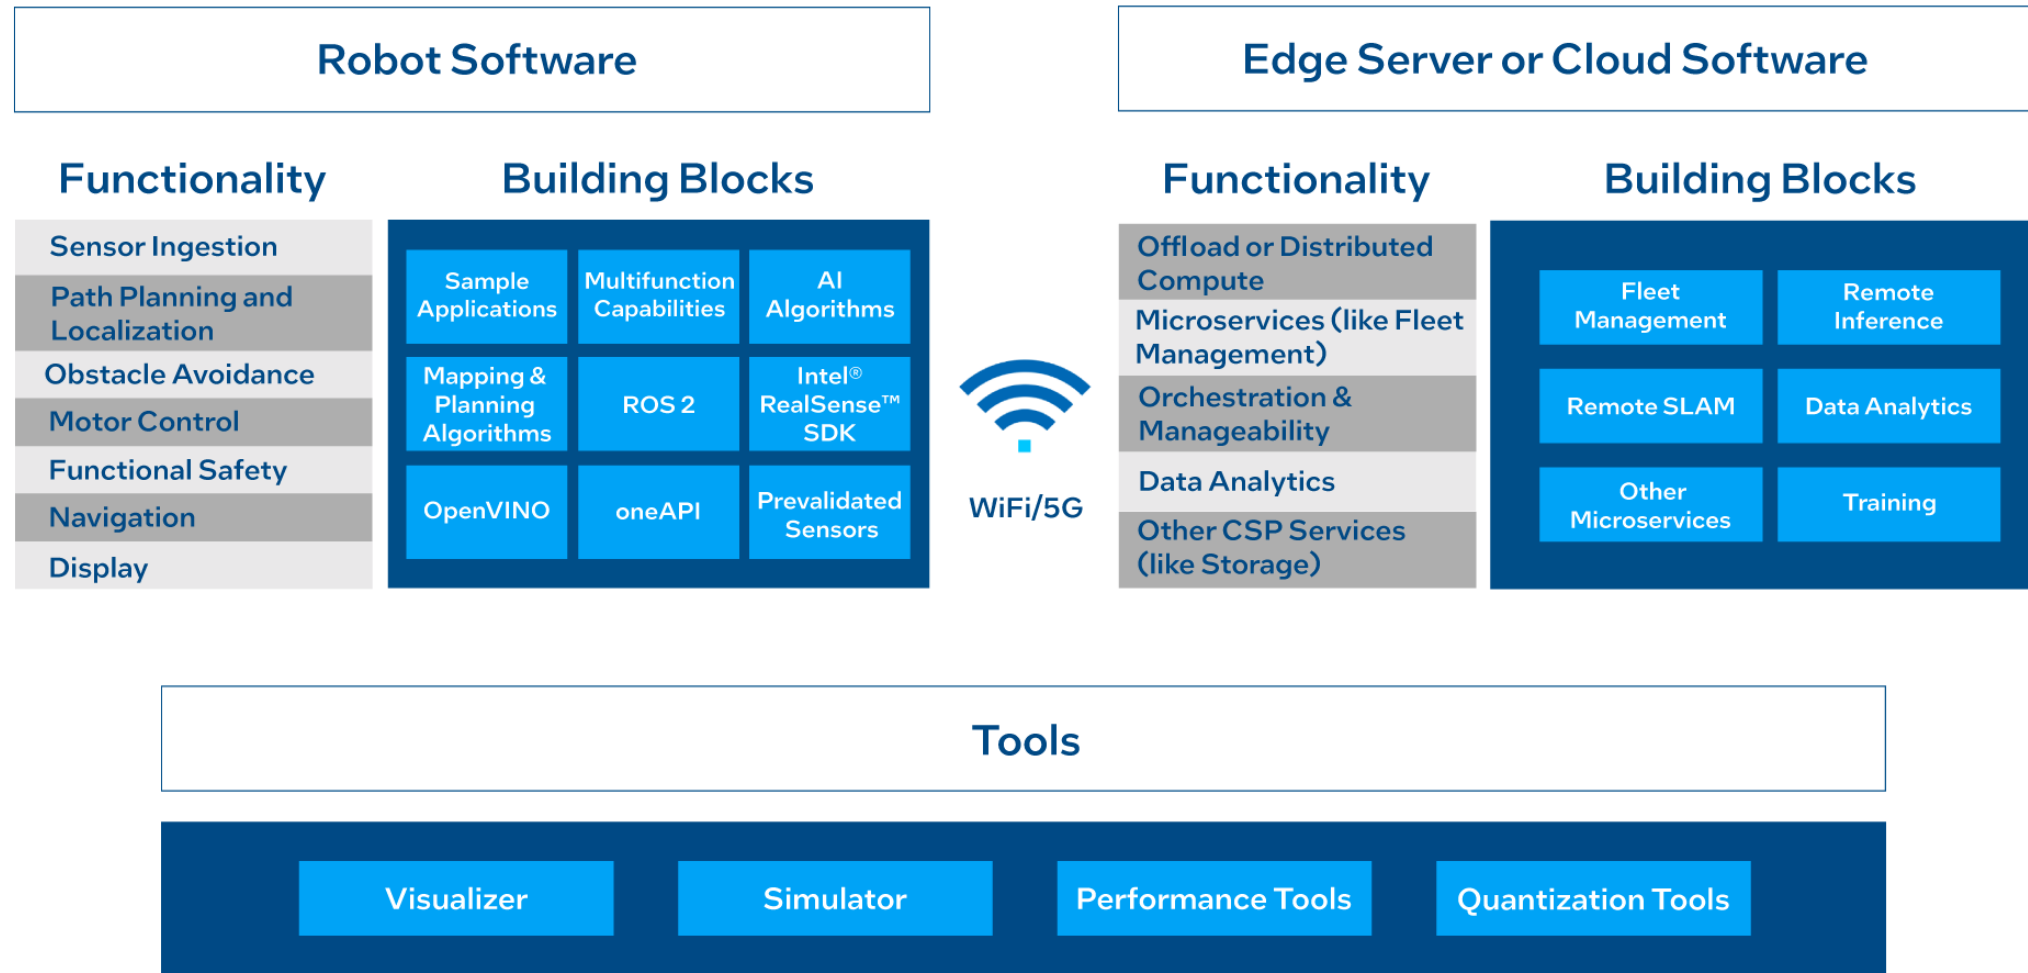 Robot Software
Edge Server or Cloud Software
Functionality
Building Blocks
Sensor Ingestion
Path Planning and
Localization
Obstacle Avoidance
Motor Control
Functional Safety
Navigation
Display
Sample
Applications
Multifunction
Capabilities
AI
Algorithms
Mapping &
Planning
Algorithms
ROS 2
Intel®
RealSense™
SDK
OpenVINO
oneAPI
Prevalidated
Sensors
WiFi/5G
Functionality
Building Blocks
Offload or Distributed
Compute
Microservices (like Fleet
Management)
Orchestration &
Manageability
Data Analytics
Other CSP Services
(like Storage)
Fleet
Management
Remote
Inference
Remote SLAM
Data Analytics
Other
Microservices
Training
Tools
Visualizer
Simulator
Performance Tools
Quantization Tools